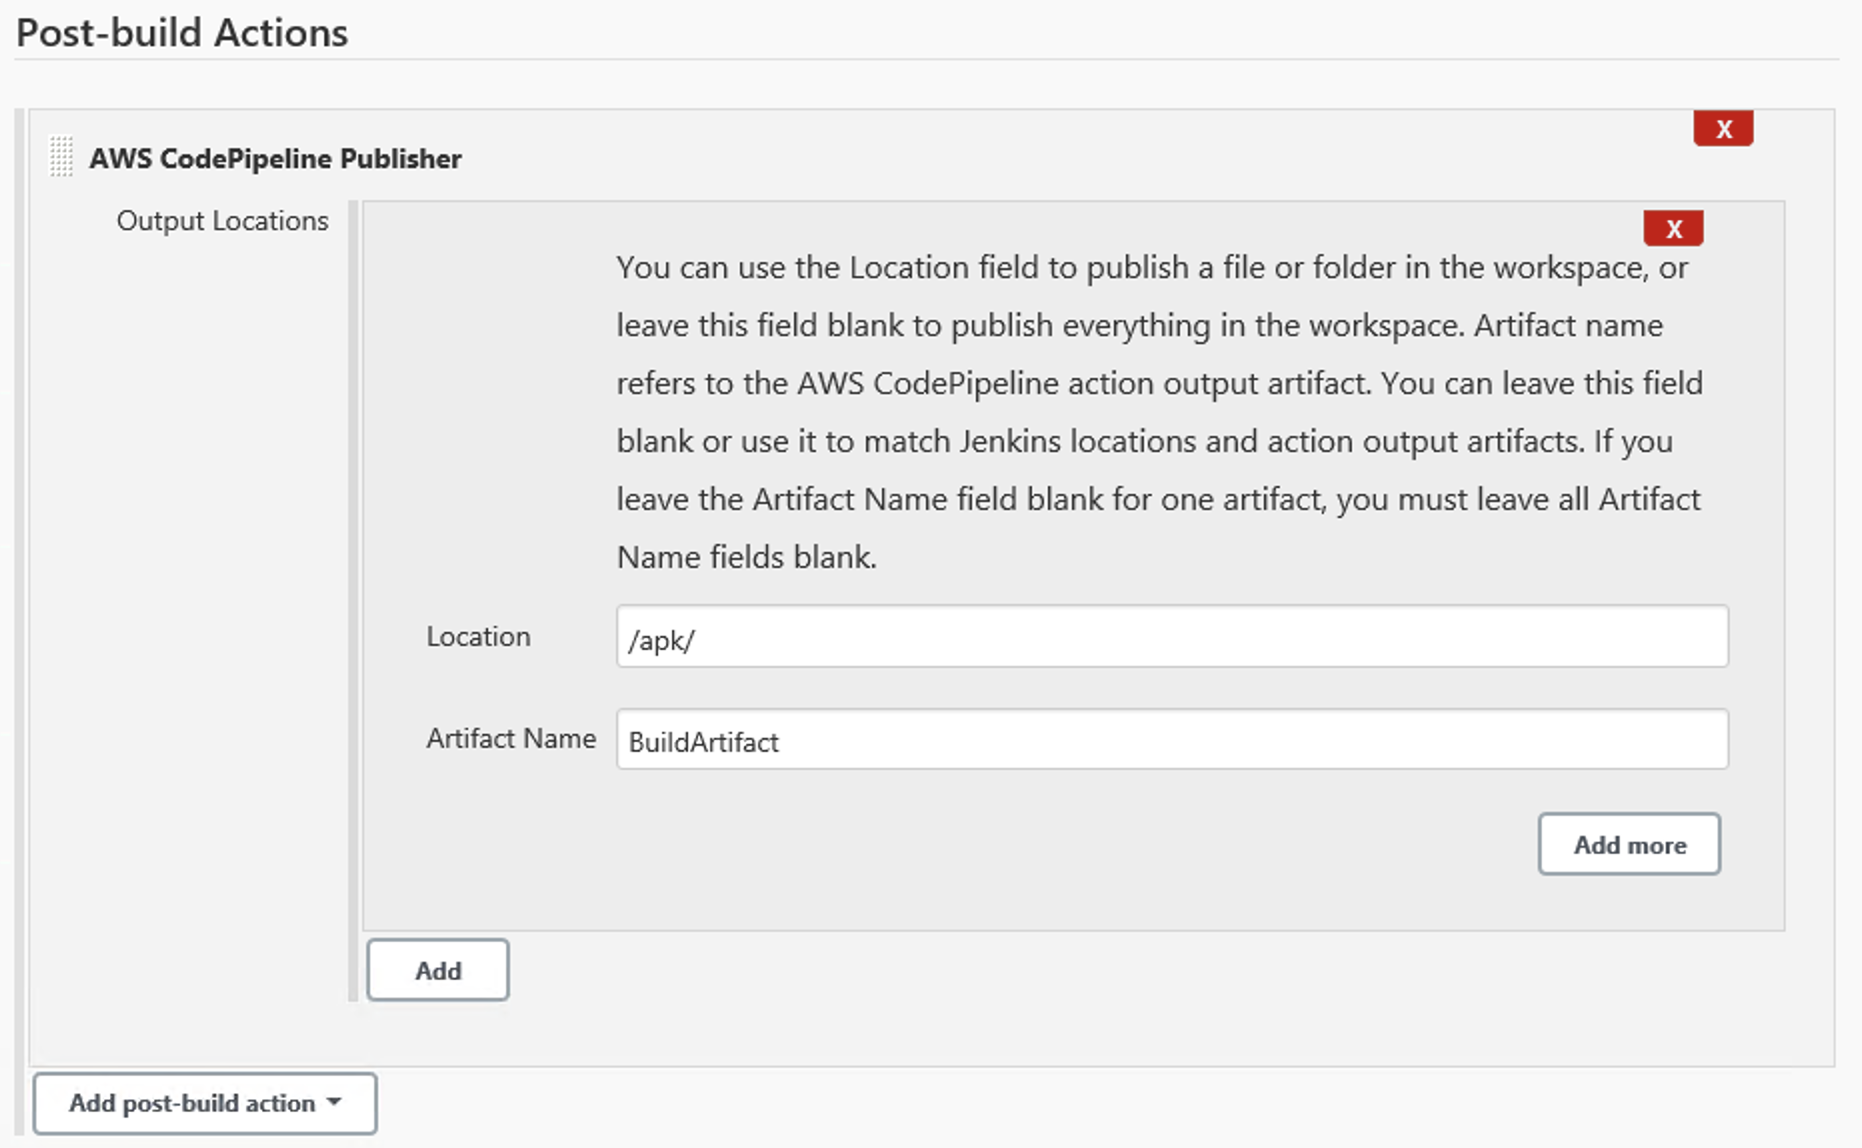 Post-build Actions
X
AWS CodePipeline Publisher
Output Locations
X
You can use the Location field to publish a file or folder in the workspace, or
leave this field blank to publish everything in the workspace. Artifact name
refers to the AWS CodePipeline action output artifact. You can leave this field
blank or use it to match Jenkins locations and action output artifacts. If you
leave the Artifact Name field blank for one artifact, you must leave all Artifact
Name fields blank.
Location
/apk/
Artifact Name
BuildArtifact
Add more
Add
Add post-build action